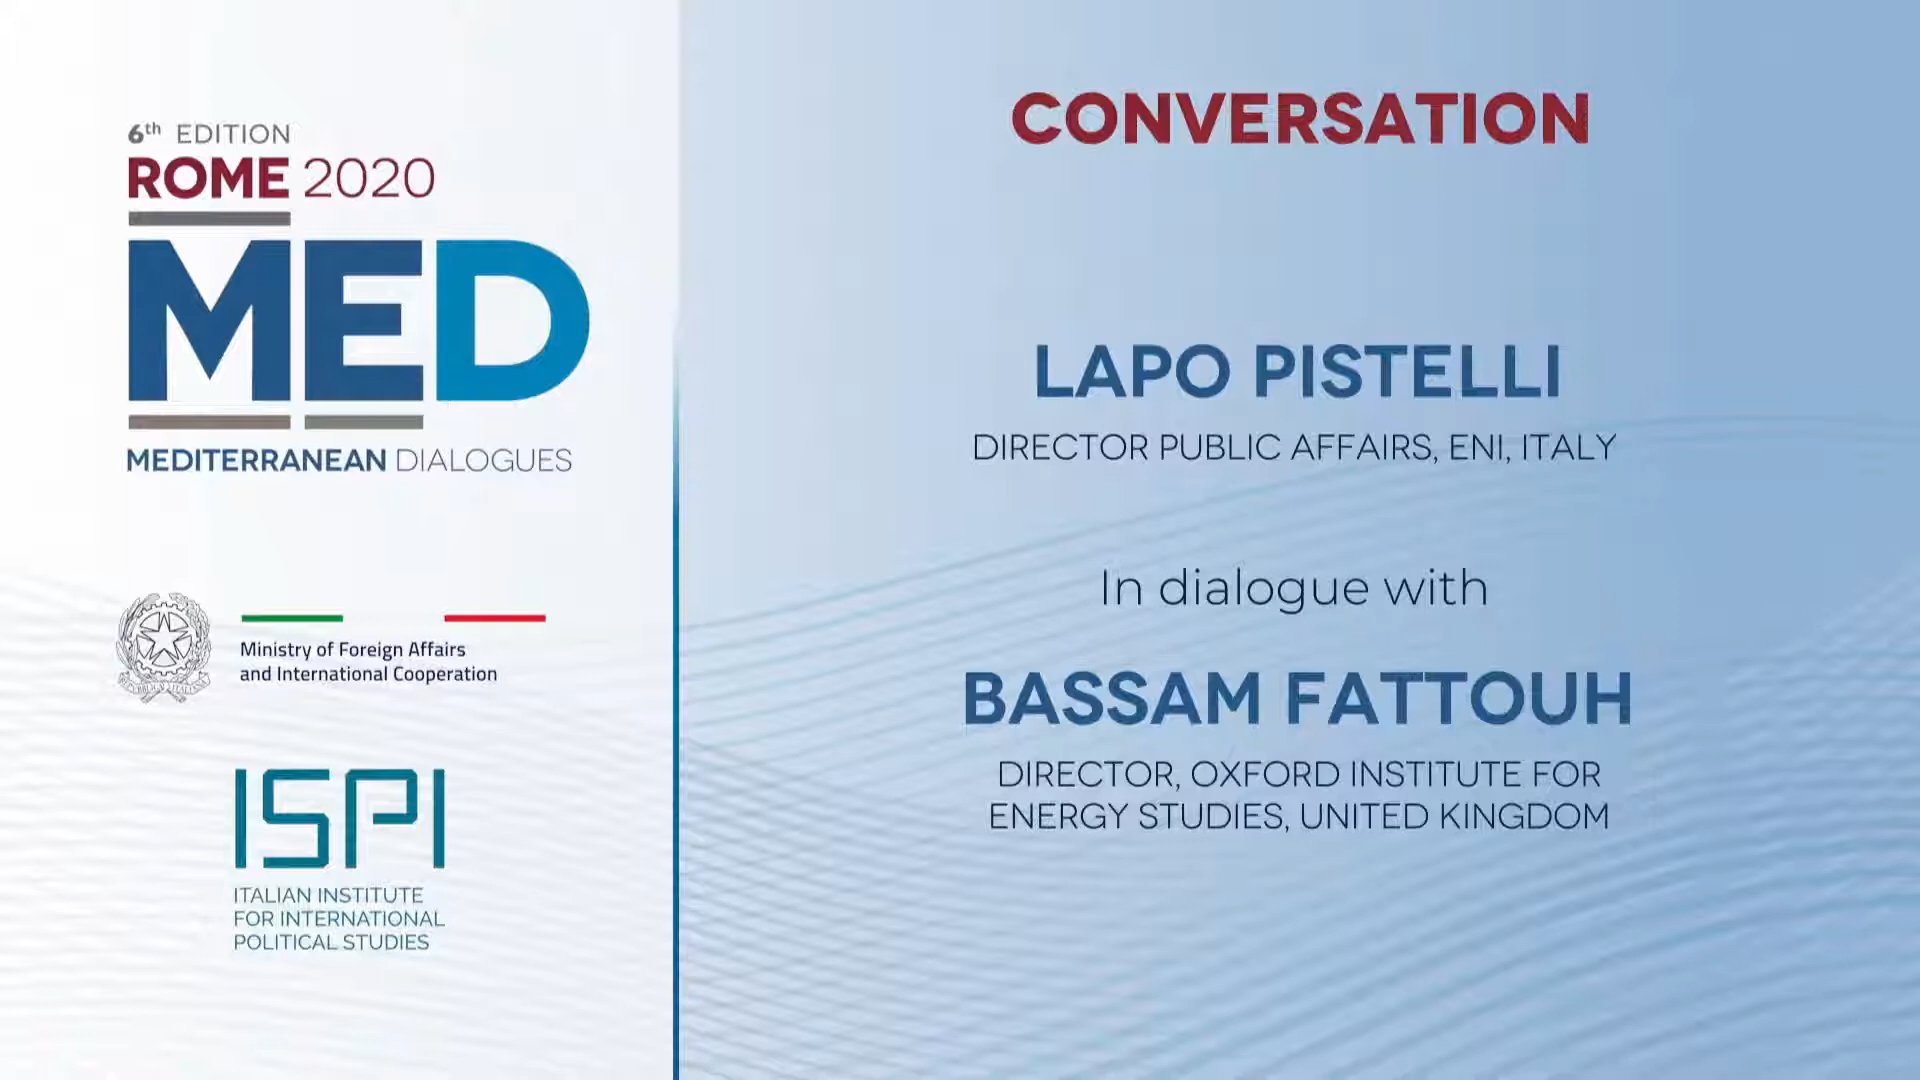 6th EDITION
ROME 2020
MED
MEDITERRANEAN DIALOGUES
Ministry of Foreign Affairs
and International Cooperation
ISPI
ITALIAN INSTITUTE
FOR INTERNATIONAL
POLITICAL STUDIES
CONVERSATION
LAPO PISTELLI
DIRECTOR PUBLIC AFFAIRS, ENI, ITALY
In dialogue with
BASSAM FATTOUH
DIRECTOR, OXFORD INSTITUTE FOR
ENERGY STUDIES, UNITED KINGDOM